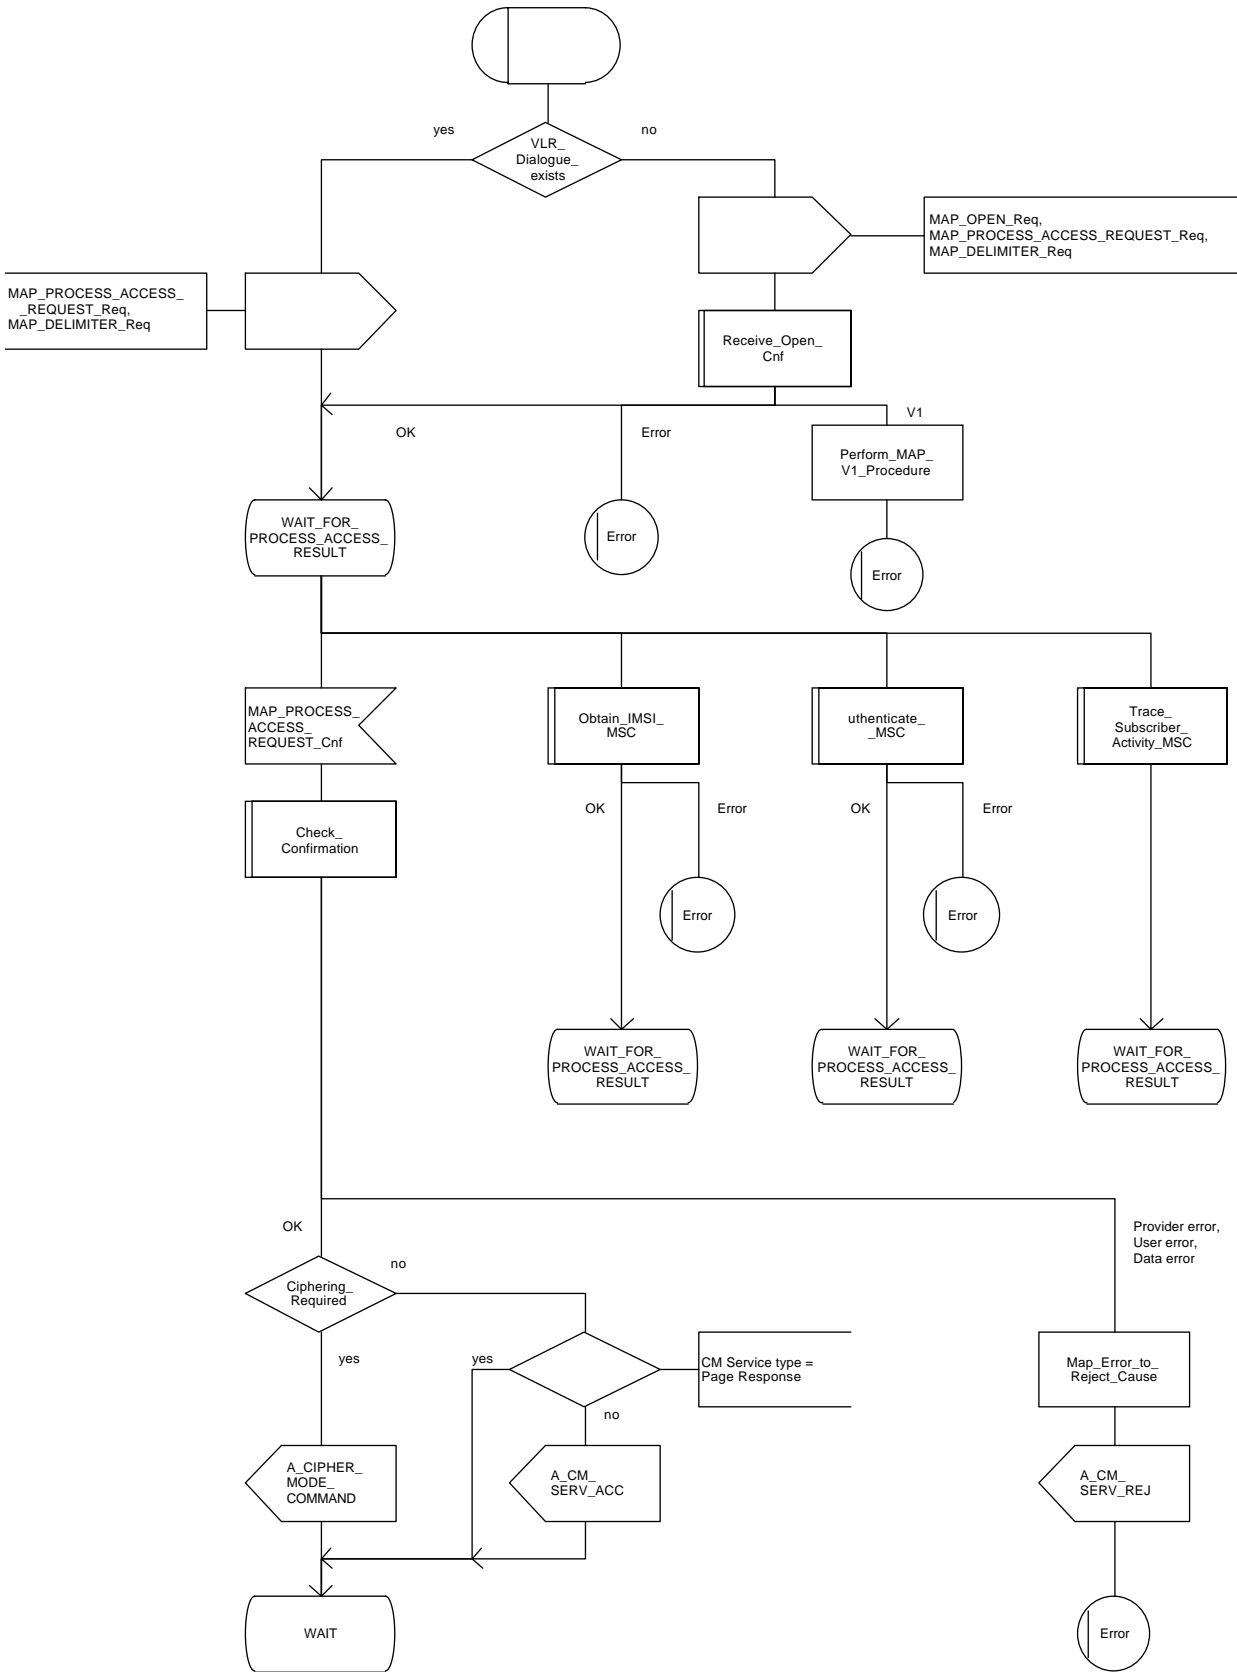 yes
no
VLR_
Dialogue_
exists
MAP_OPEN_Req,
MAP_PROCESS_ACCESS_REQUEST_Req,
MAP_DELIMITER_Req
MAP_PROCESS_ACCESS_
_REQUEST_Req,
MAP_DELIMITER_Req
Receive_Open_
Cnf
OK
Error
V1
Perform_MAP_
V1_Procedure
WAIT_FOR_
PROCESS_ACCESS_
RESULT
Error
Error
MAP_PROCESS_
ACCESS_
REQUEST_Cnf
Obtain_IMSI_
MSC
uthenticate_
_MSC
Trace_
Subscriber_
Activity_MSC
OK
Error
OK
Error
Check_
Confirmation
Error
Error
WAIT_FOR_
PROCESS_ACCESS_
RESULT
WAIT_FOR_
PROCESS_ACCESS_
RESULT
WAIT_FOR_
PROCESS_ACCESS_
RESULT
OK
Provider error,
User error,
Data error
Ciphering_
Required
no
yes
yes
CM Service type =
Page Response
Map_Error_to_
Reject_Cause
no
A_CIPHER_
MODE_
COMMAND
A_CM_
SERV_ACC
A_CM_
SERV_REJ
WAIT
Error